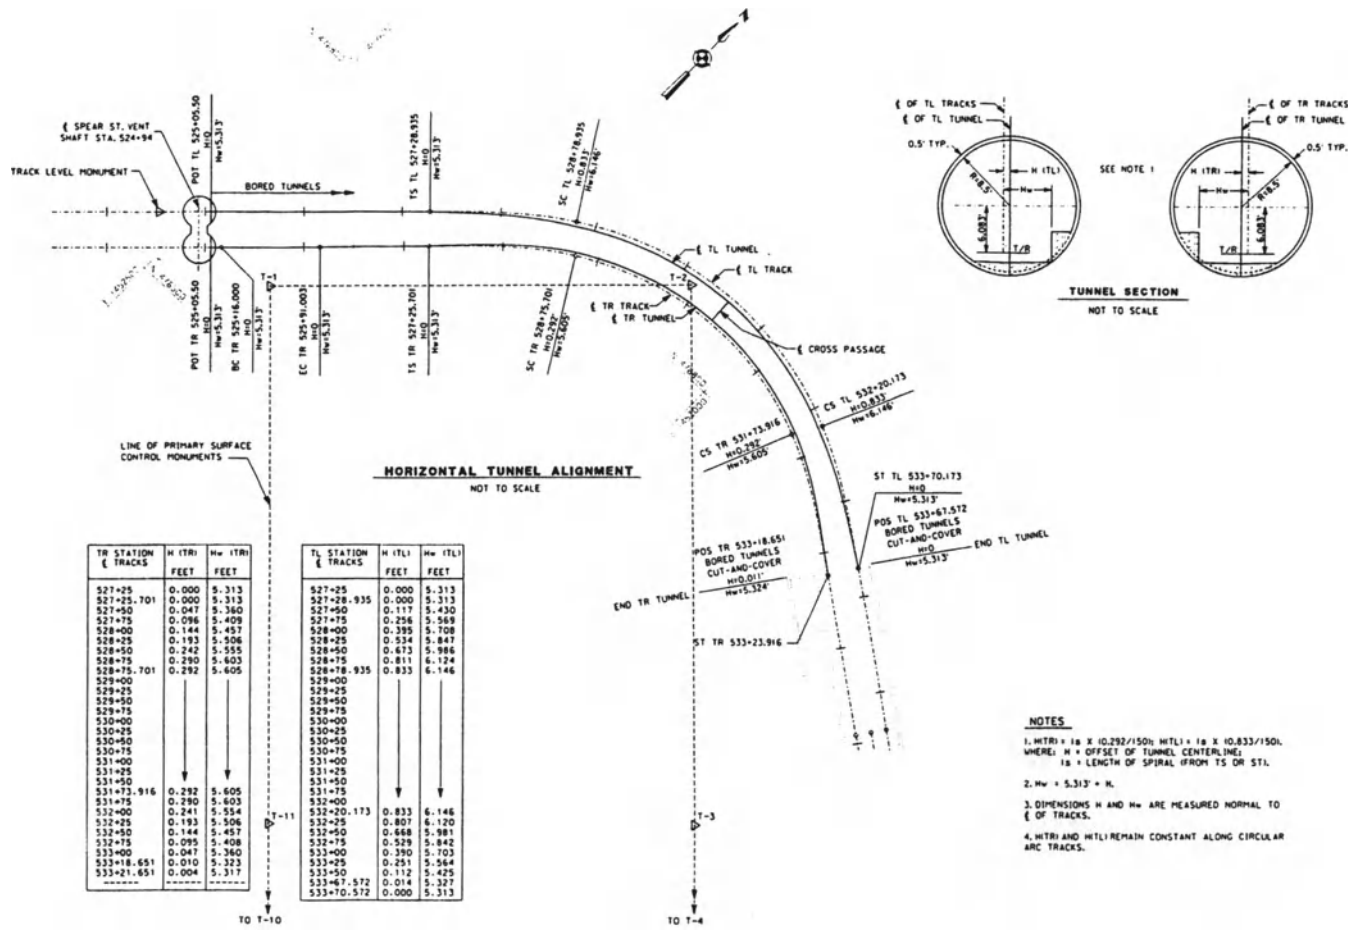 Z
℄ SPEAR ST. VENT
SHAFT STA. 524+94
TRACK LEVEL MONUMENT
POT TL 525+05.50
H=0
Hw=5.313'
BORED TUNNELS
TS TL 527+28.935
H=0
Hw=5.313'
SC TL 528+78.935
H=0.833'
Hw=6.146'
POT TR 525+05.50
H=0
Hw=5.313'
BC TR 525+16.000
H=0
Hw=5.313'
T-1
EC TR 525+91.003
H=0
Hw=5.313'
TS TR 527+25.701
H=0
Hw=5.313'
SC TR 528+75.701
H=0.292'
Hw=5.605'
T-2
℄ TL TUNNEL
℄ TL TRACK
℄ TR TRACK
℄ TR TUNNEL
℄ CROSS PASSAGE
CS TL 532+20.173
H=0.833'
Hw=6.146'
CS TR 531+73.916
H=0.292'
Hw=5.605'
ST TL 533+70.173
H=0
Hw=5.313'
POS TL 533+67.572
BORED TUNNELS
CUT-AND-COVER
H=0
Hw=5.313'
END TL TUNNEL
POS TR 533+18.651
BORED TUNNELS
CUT-AND-COVER
H=0.011'
Hw=5.324'
END TR TUNNEL
ST TR 533+23.916
LINE OF PRIMARY SURFACE
CONTROL MONUMENTS
HORIZONTAL TUNNEL ALIGNMENT
NOT TO SCALE
℄ OF TL TRACKS
℄ OF TL TUNNEL
0.5' TYP.
R=8.5'
H (TL)
Hw
6.083'
T/R
SEE NOTE 1
℄ OF TR TRACKS
℄ OF TR TUNNEL
0.5' TYP.
H (TR)
Hw
R=8.5'
6.083'
T/R
TUNNEL SECTION
NOT TO SCALE
TR STATION H (TR) Hw (TR)
℄ TRACKS FEET FEET
527+25 0.000 5.313
527+25.701 0.000 5.313
527+50 0.047 5.360
527+75 0.096 5.409
528+00 0.144 5.457
528+25 0.193 5.506
528+50 0.242 5.555
528+75 0.290 5.603
528+75.701 0.292 5.605
529+00
529+25
529+50
529+75
530+00
530+25
530+50
530+75
531+00
531+25
531+50
531+73.916 0.292 5.605
531+75 0.290 5.603
532+00 0.241 5.554
532+25 0.193 5.506
532+50 0.144 5.457
532+75 0.095 5.408
533+00 0.047 5.360
533+18.651 0.010 5.323
533+21.651 0.004 5.317
------ ------ ------
TL STATION H (TL) Hw (TL)
℄ TRACKS FEET FEET
527+25 0.000 5.313
527+28.935 0.000 5.313
527+50 0.117 5.430
527+75 0.256 5.569
528+00 0.395 5.708
528+25 0.534 5.847
528+50 0.673 5.986
528+75 0.811 6.124
528+78.935 0.833 6.146
529+00
529+25
529+50
529+75
530+00
530+25
530+50
530+75
531+00
531+25
531+50
531+75
532+00
532+20.173 0.833 6.146
532+25 0.807 6.120
532+50 0.668 5.981
532+75 0.529 5.842
533+00 0.390 5.703
533+25 0.251 5.564
533+50 0.112 5.425
533+67.572 0.014 5.327
533+70.572 0.000 5.313
T-11
T-3
TO T-10
TO T-4
NOTES
1. H(TR) = ls X (0.292/150); H(TL) = ls X (0.833/150).
WHERE: H = OFFSET OF TUNNEL CENTERLINE;
ls = LENGTH OF SPIRAL (FROM TS OR ST).
2. Hw = 5.313' + H.
3. DIMENSIONS H AND Hw ARE MEASURED NORMAL TO
℄ OF TRACKS.
4. H(TR) AND H(TL) REMAIN CONSTANT ALONG CIRCULAR
ARC TRACKS.